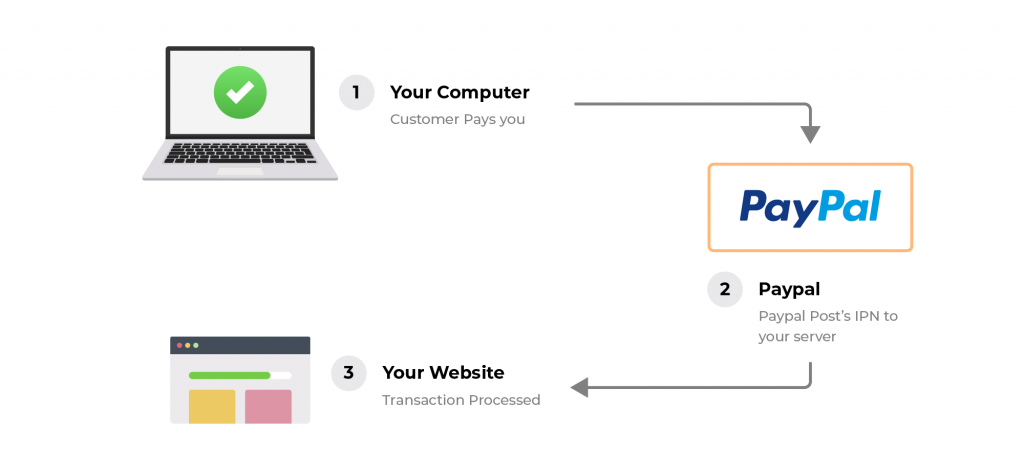 1
Your Computer
Customer Pays you
PayPal
2
Paypal
Paypal Post's IPN to
your server
3
Your Website
Transaction Processed